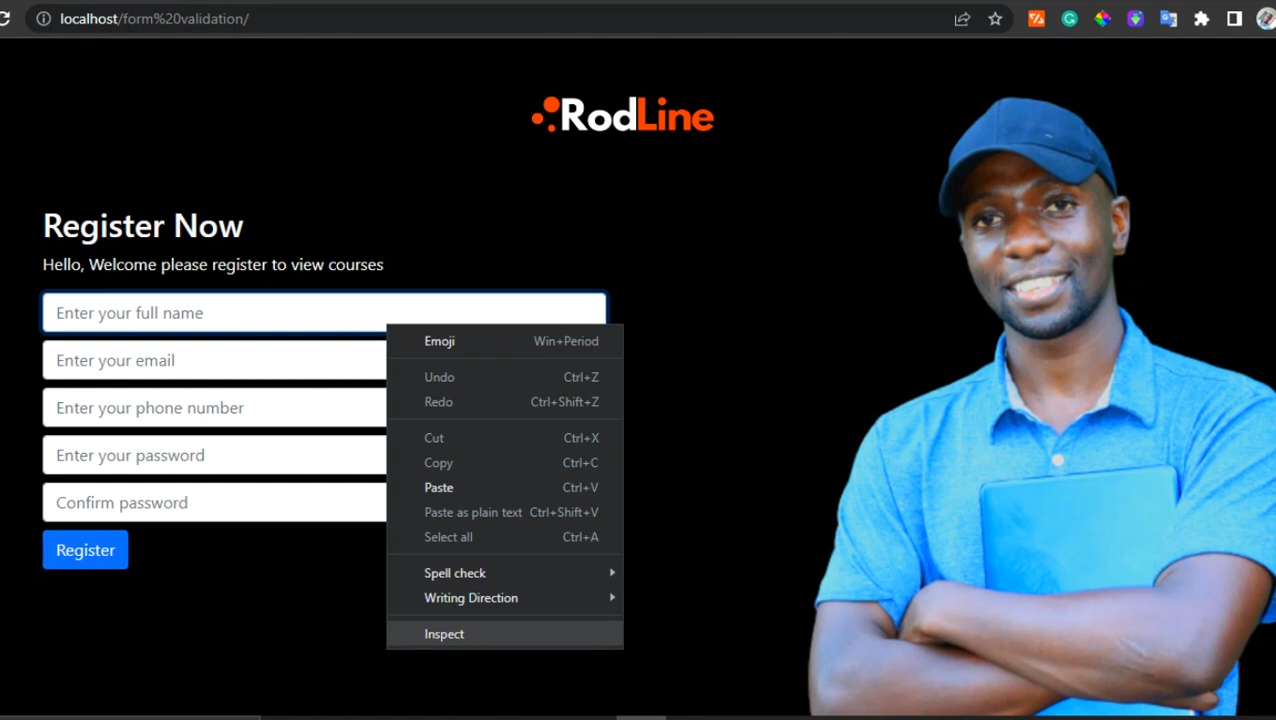 localhost/form%20validation/
RodLine
Register Now
Hello, Welcome please register to view courses
Enter your full name
Enter your email
Enter your phone number
Enter your password
Confirm password
Register
Emoji Win+Period
Undo Ctrl+Z
Redo Ctrl+Shift+Z
Cut Ctrl+X
Copy Ctrl+C
Paste Ctrl+V
Paste as plain text Ctrl+Shift+V
Select all Ctrl+A
Spell check
Writing Direction
Inspect